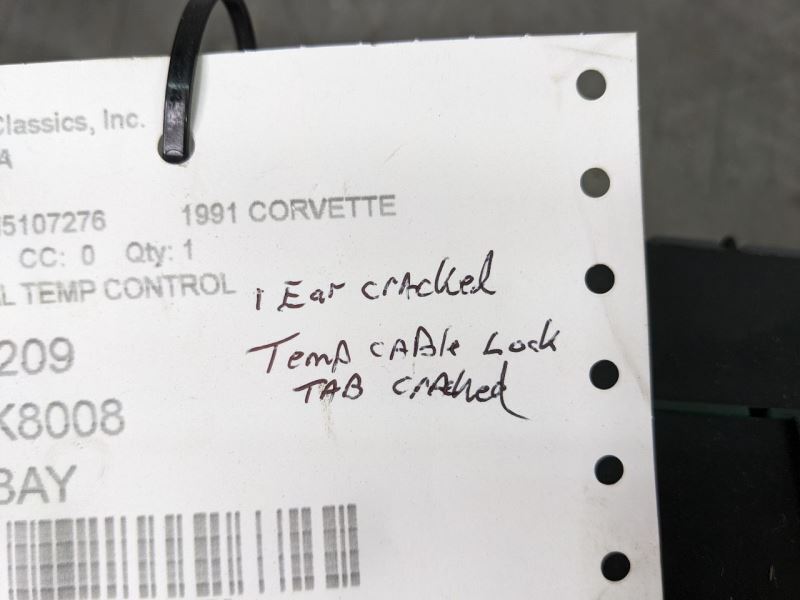 Classics, Inc.
A
5107276 1991 CORVETTE
CC: 0 Qty: 1
L TEMP CONTROL
1 Ear cracked
209
Temp cable Lock
TAB cracked
K8008
BAY